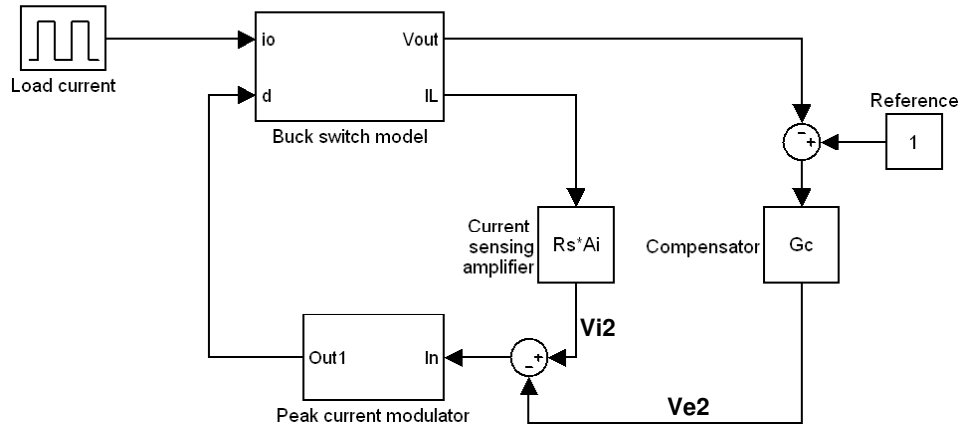 io
Vout
Load current
d
IL
Buck switch model
Reference
1
Current
sensing
amplifier
Rs*Ai
Compensator
Gc
Vi2
Out1
In
Peak current modulator
Ve2